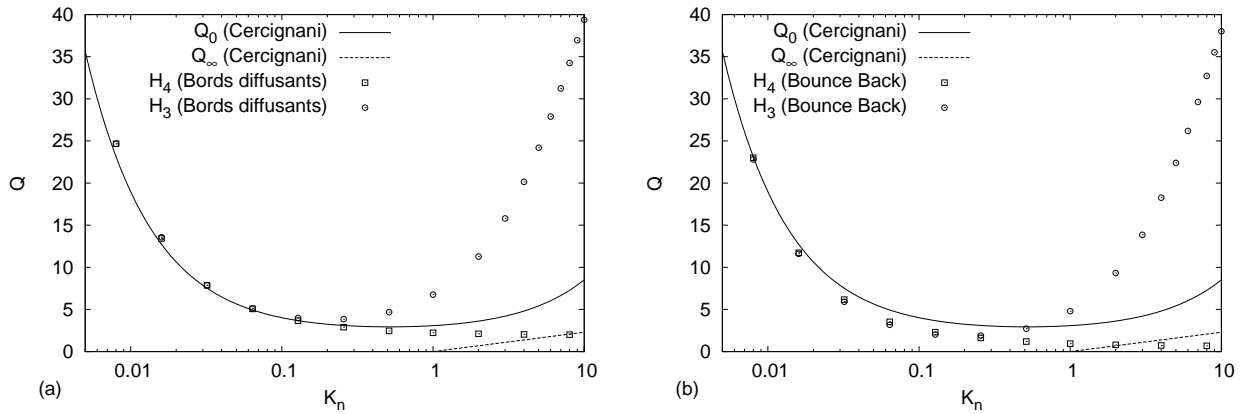 40
35
30
25
20
15
10
5
0
Q
Q0 (Cercignani)
Q∞ (Cercignani)
H4 (Bords diffusants)
H3 (Bords diffusants)
0.01 0.1 1 10
Kn
(a)
40
35
30
25
20
15
10
5
0
Q
Q0 (Cercignani)
Q∞ (Cercignani)
H4 (Bounce Back)
H3 (Bounce Back)
0.01 0.1 1 10
Kn
(b)